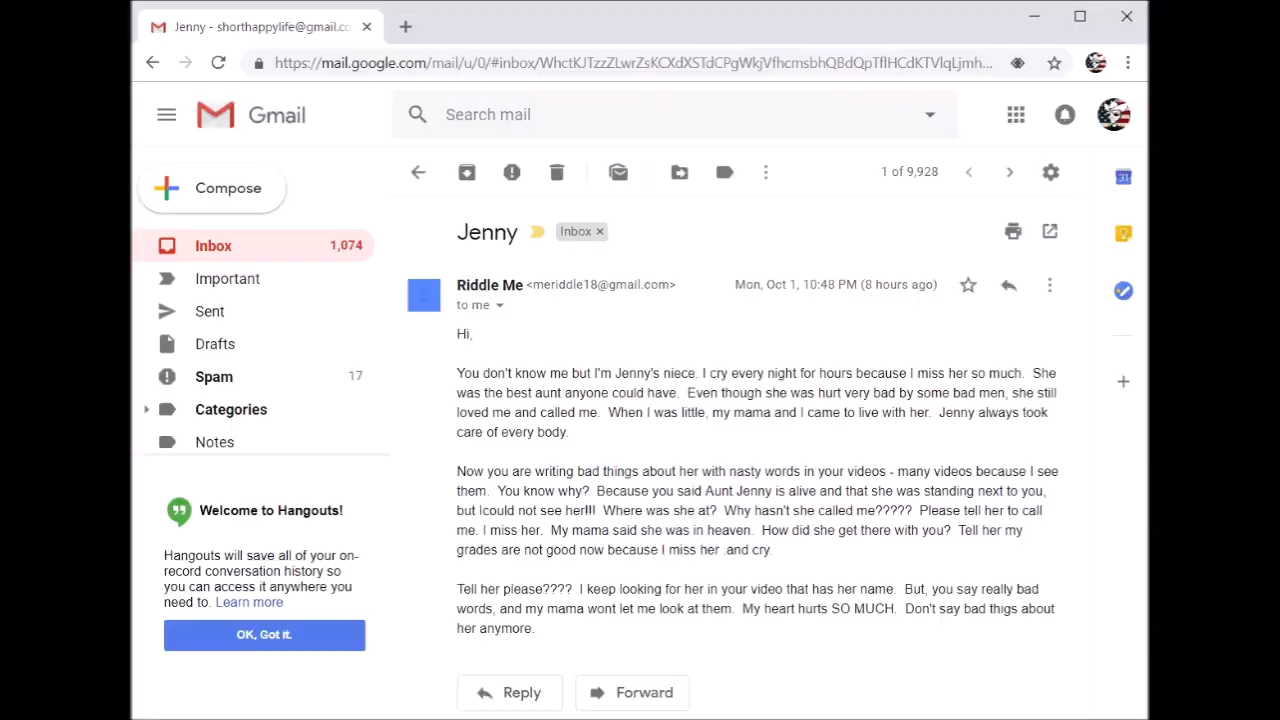 Jenny - shorthappylife@gmail.co
https://mail.google.com/mail/u/0/#inbox/WhctKJTzzZLwrZsKCXdXSTdCPgWkjVfhcmsbhQBdQpTflHCdKTVlqLjmh...
Gmail
Search mail
Compose
1 of 9,928
31
Inbox 1,074
Important
Sent
Drafts
Spam 17
Categories
Notes
Jenny Inbox ×
Riddle Me <meriddle18@gmail.com> Mon, Oct 1, 10:48 PM (8 hours ago)
to me
Hi,
You don't know me but I'm Jenny's niece. I cry every night for hours because I miss her so much. She
was the best aunt anyone could have. Even though she was hurt very bad by some bad men, she still
loved me and called me. When I was little, my mama and I came to live with her. Jenny always took
care of every body.
Now you are writing bad things about her with nasty words in your videos - many videos because I see
them. You know why? Because you said Aunt Jenny is alive and that she was standing next to you,
but Icould not see her!!! Where was she at? Why hasn't she called me????? Please tell her to call
me. I miss her. My mama said she was in heaven. How did she get there with you? Tell her my
grades are not good now because I miss her .and cry.
Tell her please???? I keep looking for her in your video that has her name. But, you say really bad
words, and my mama wont let me look at them. My heart hurts SO MUCH. Don't say bad thigs about
her anymore.
Reply Forward
Welcome to Hangouts!
Hangouts will save all of your on-
record conversation history so
you can access it anywhere you
need to. Learn more
OK, Got it.